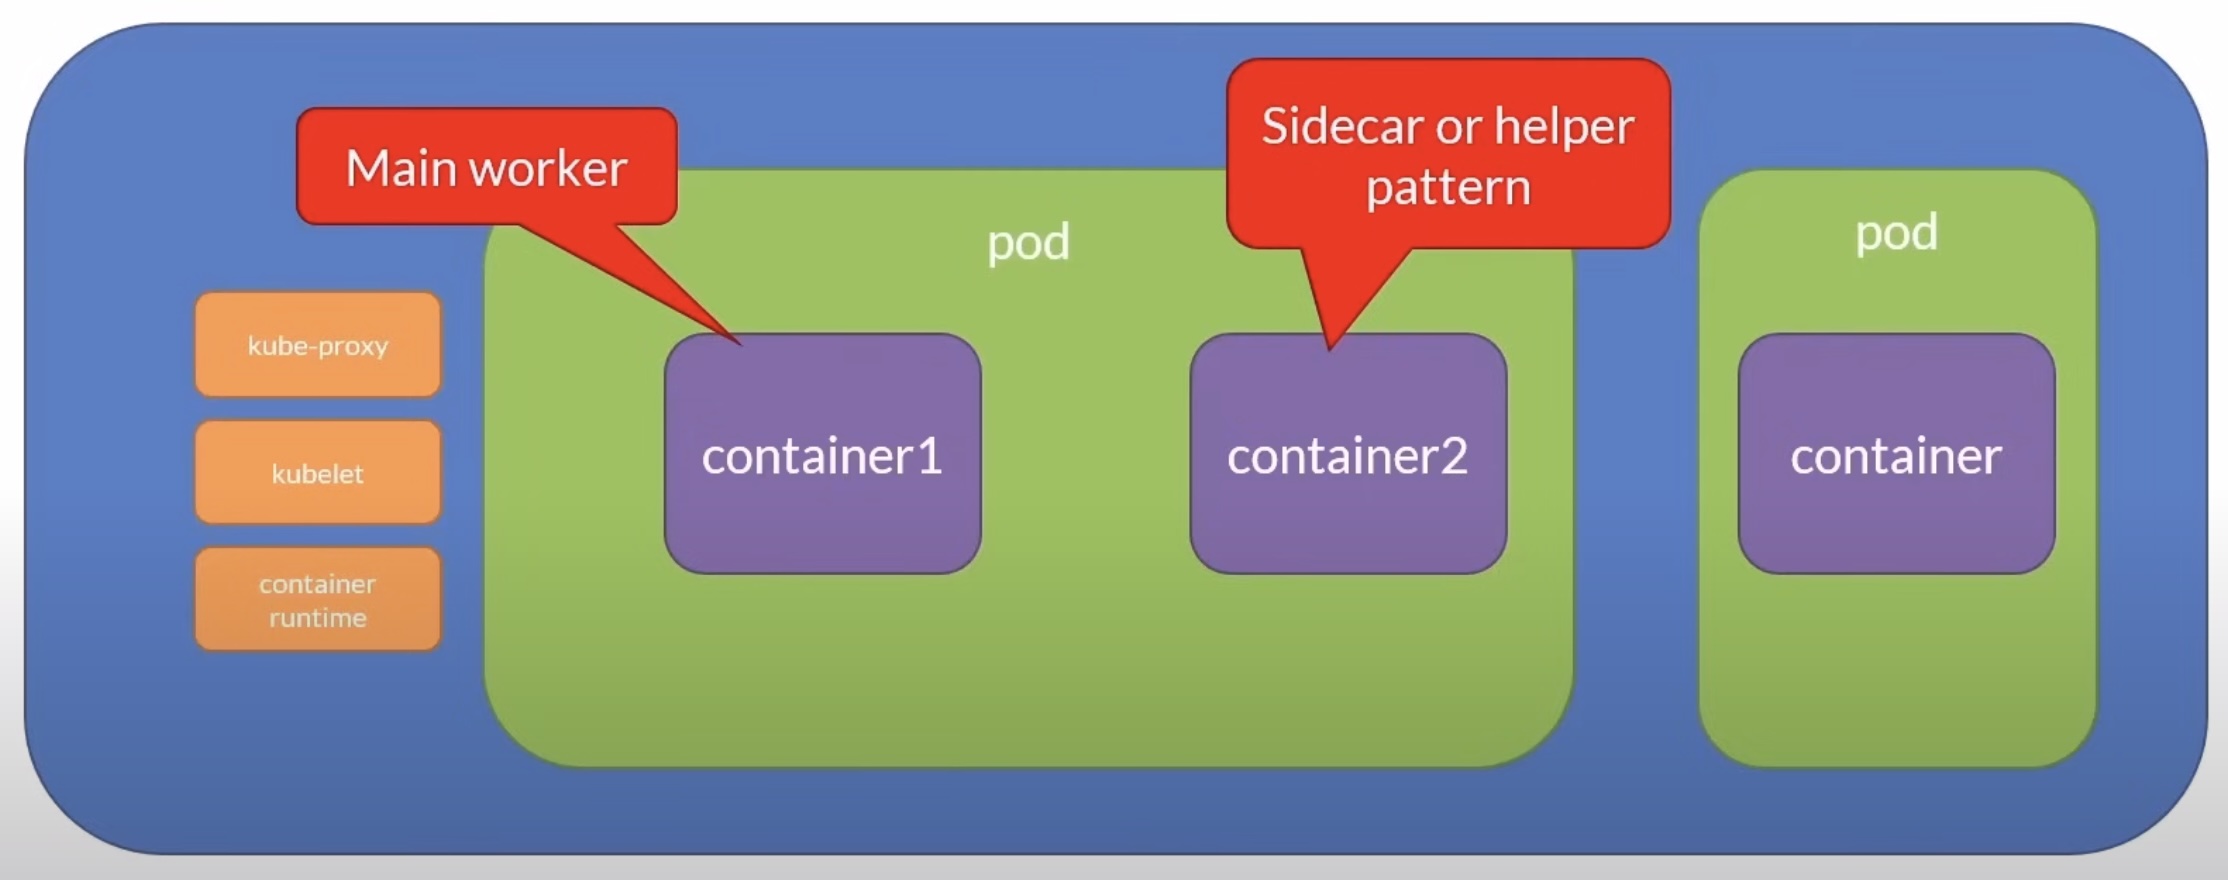 Main worker
Sidecar or helper
pattern
pod
pod
kube-proxy
kubelet
container
runtime
container1
container2
container